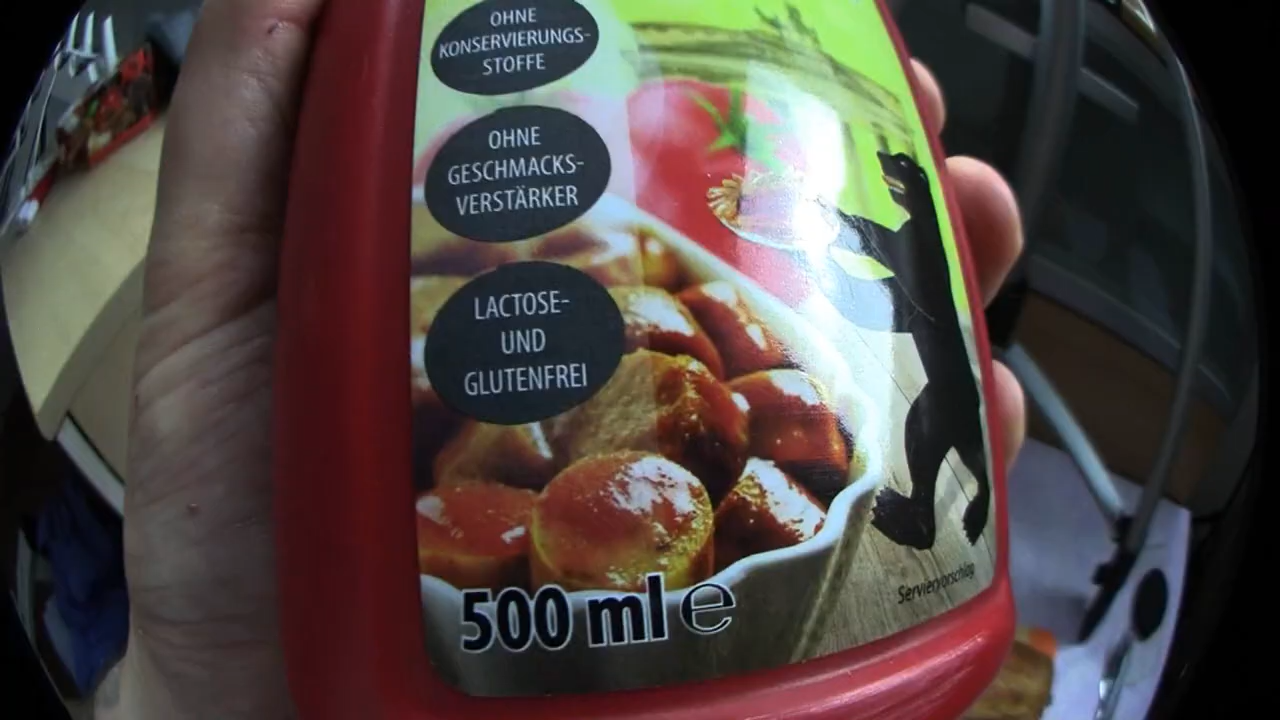 OHNE
KONSERVIERUNGS-
STOFFE
OHNE
GESCHMACKS-
VERSTÄRKER
LACTOSE-
UND
GLUTENFREI
500 ml e
Serviervorschlag